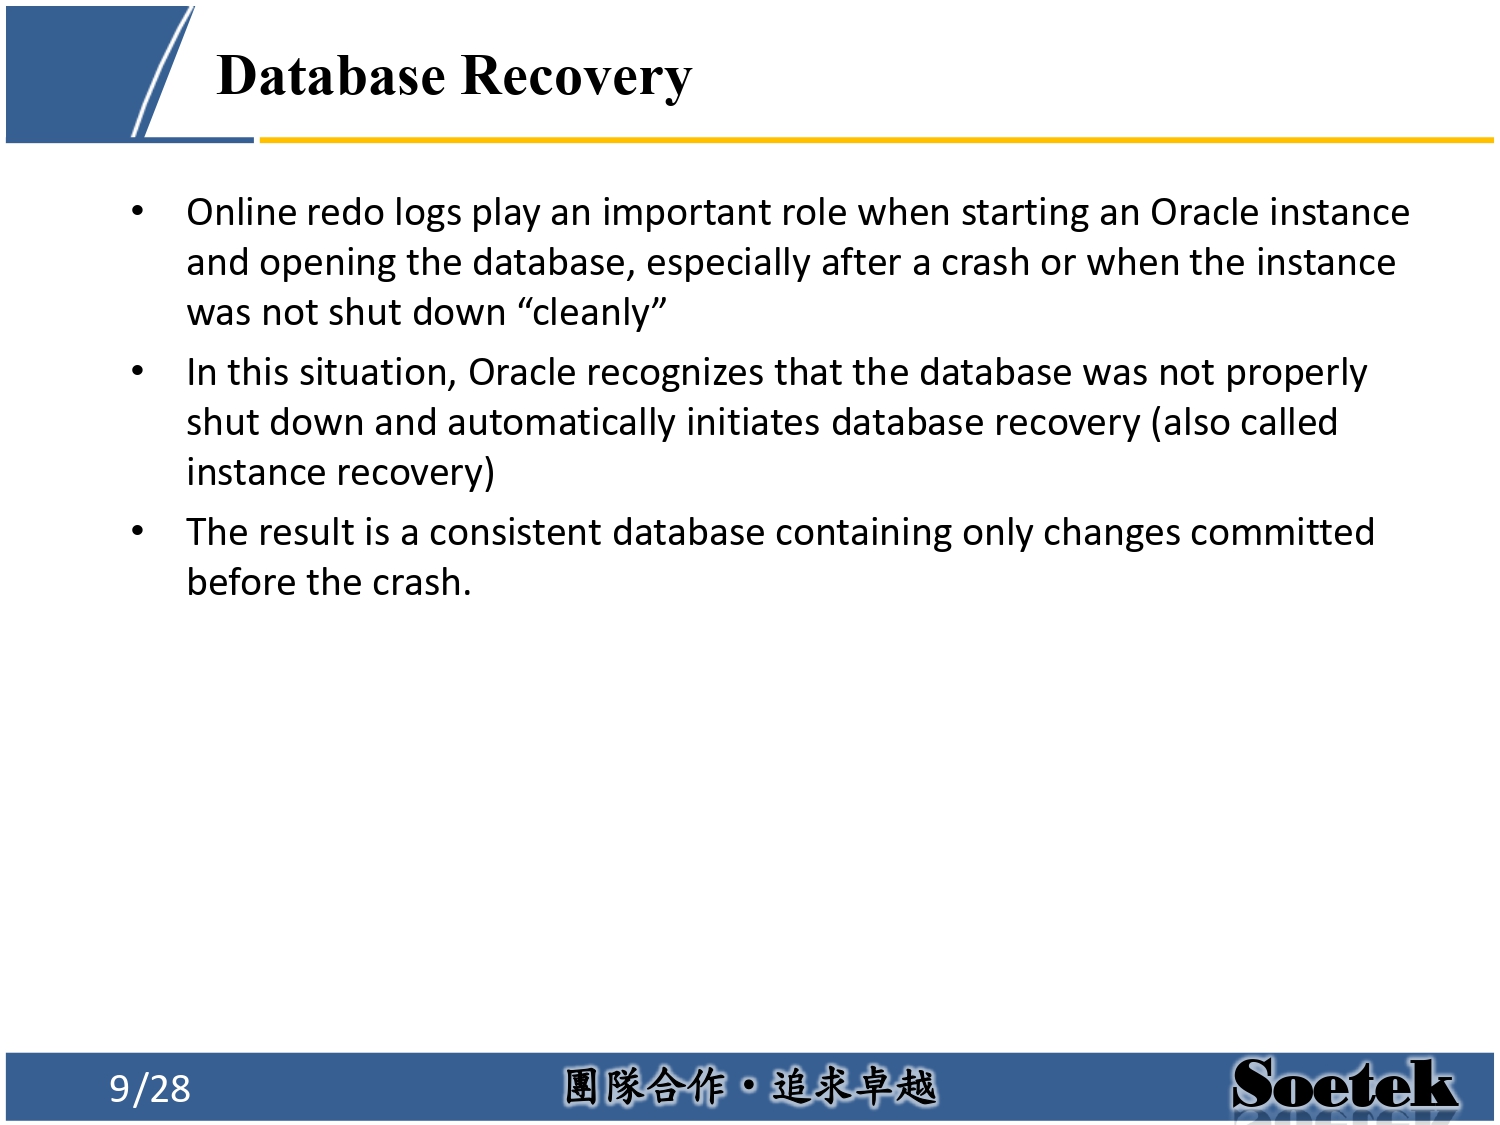 Database Recovery
• Online redo logs play an important role when starting an Oracle instance
and opening the database, especially after a crash or when the instance
was not shut down “cleanly”
• In this situation, Oracle recognizes that the database was not properly
shut down and automatically initiates database recovery (also called
instance recovery)
• The result is a consistent database containing only changes committed
before the crash.
9/28
團隊合作・追求卓越
Soetek